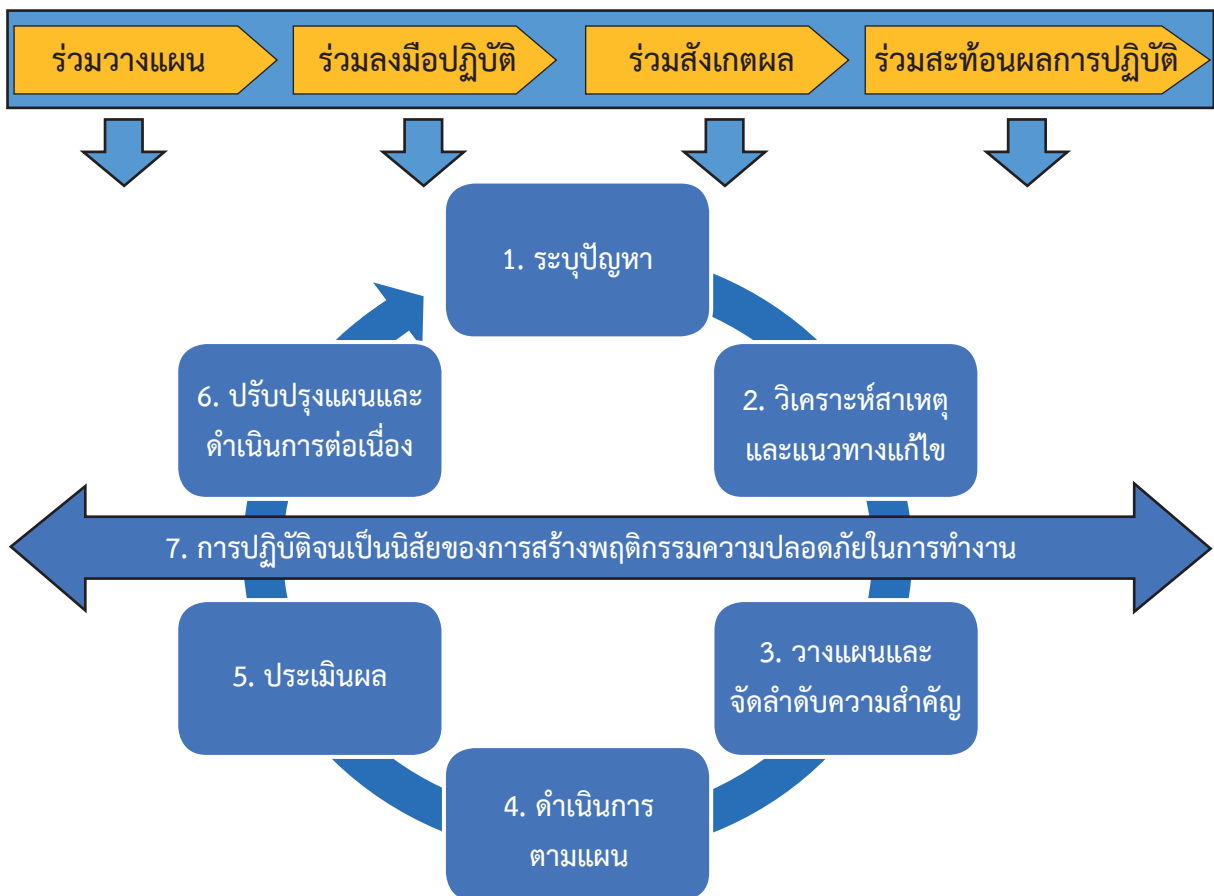 ร่วมวางแผน
ร่วมลงมือปฏิบัติ
ร่วมสังเกตผล
ร่วมสะท้อนผลการปฏิบัติ
1. ระบุปัญหา
2. วิเคราะห์สาเหตุ
และแนวทางแก้ไข
3. วางแผนและ
จัดลำดับความสำคัญ
4. ดำเนินการ
ตามแผน
5. ประเมินผล
6. ปรับปรุงแผนและ
ดำเนินการต่อเนื่อง
7. การปฏิบัติจนเป็นนิสัยของการสร้างพฤติกรรมความปลอดภัยในการทำงาน